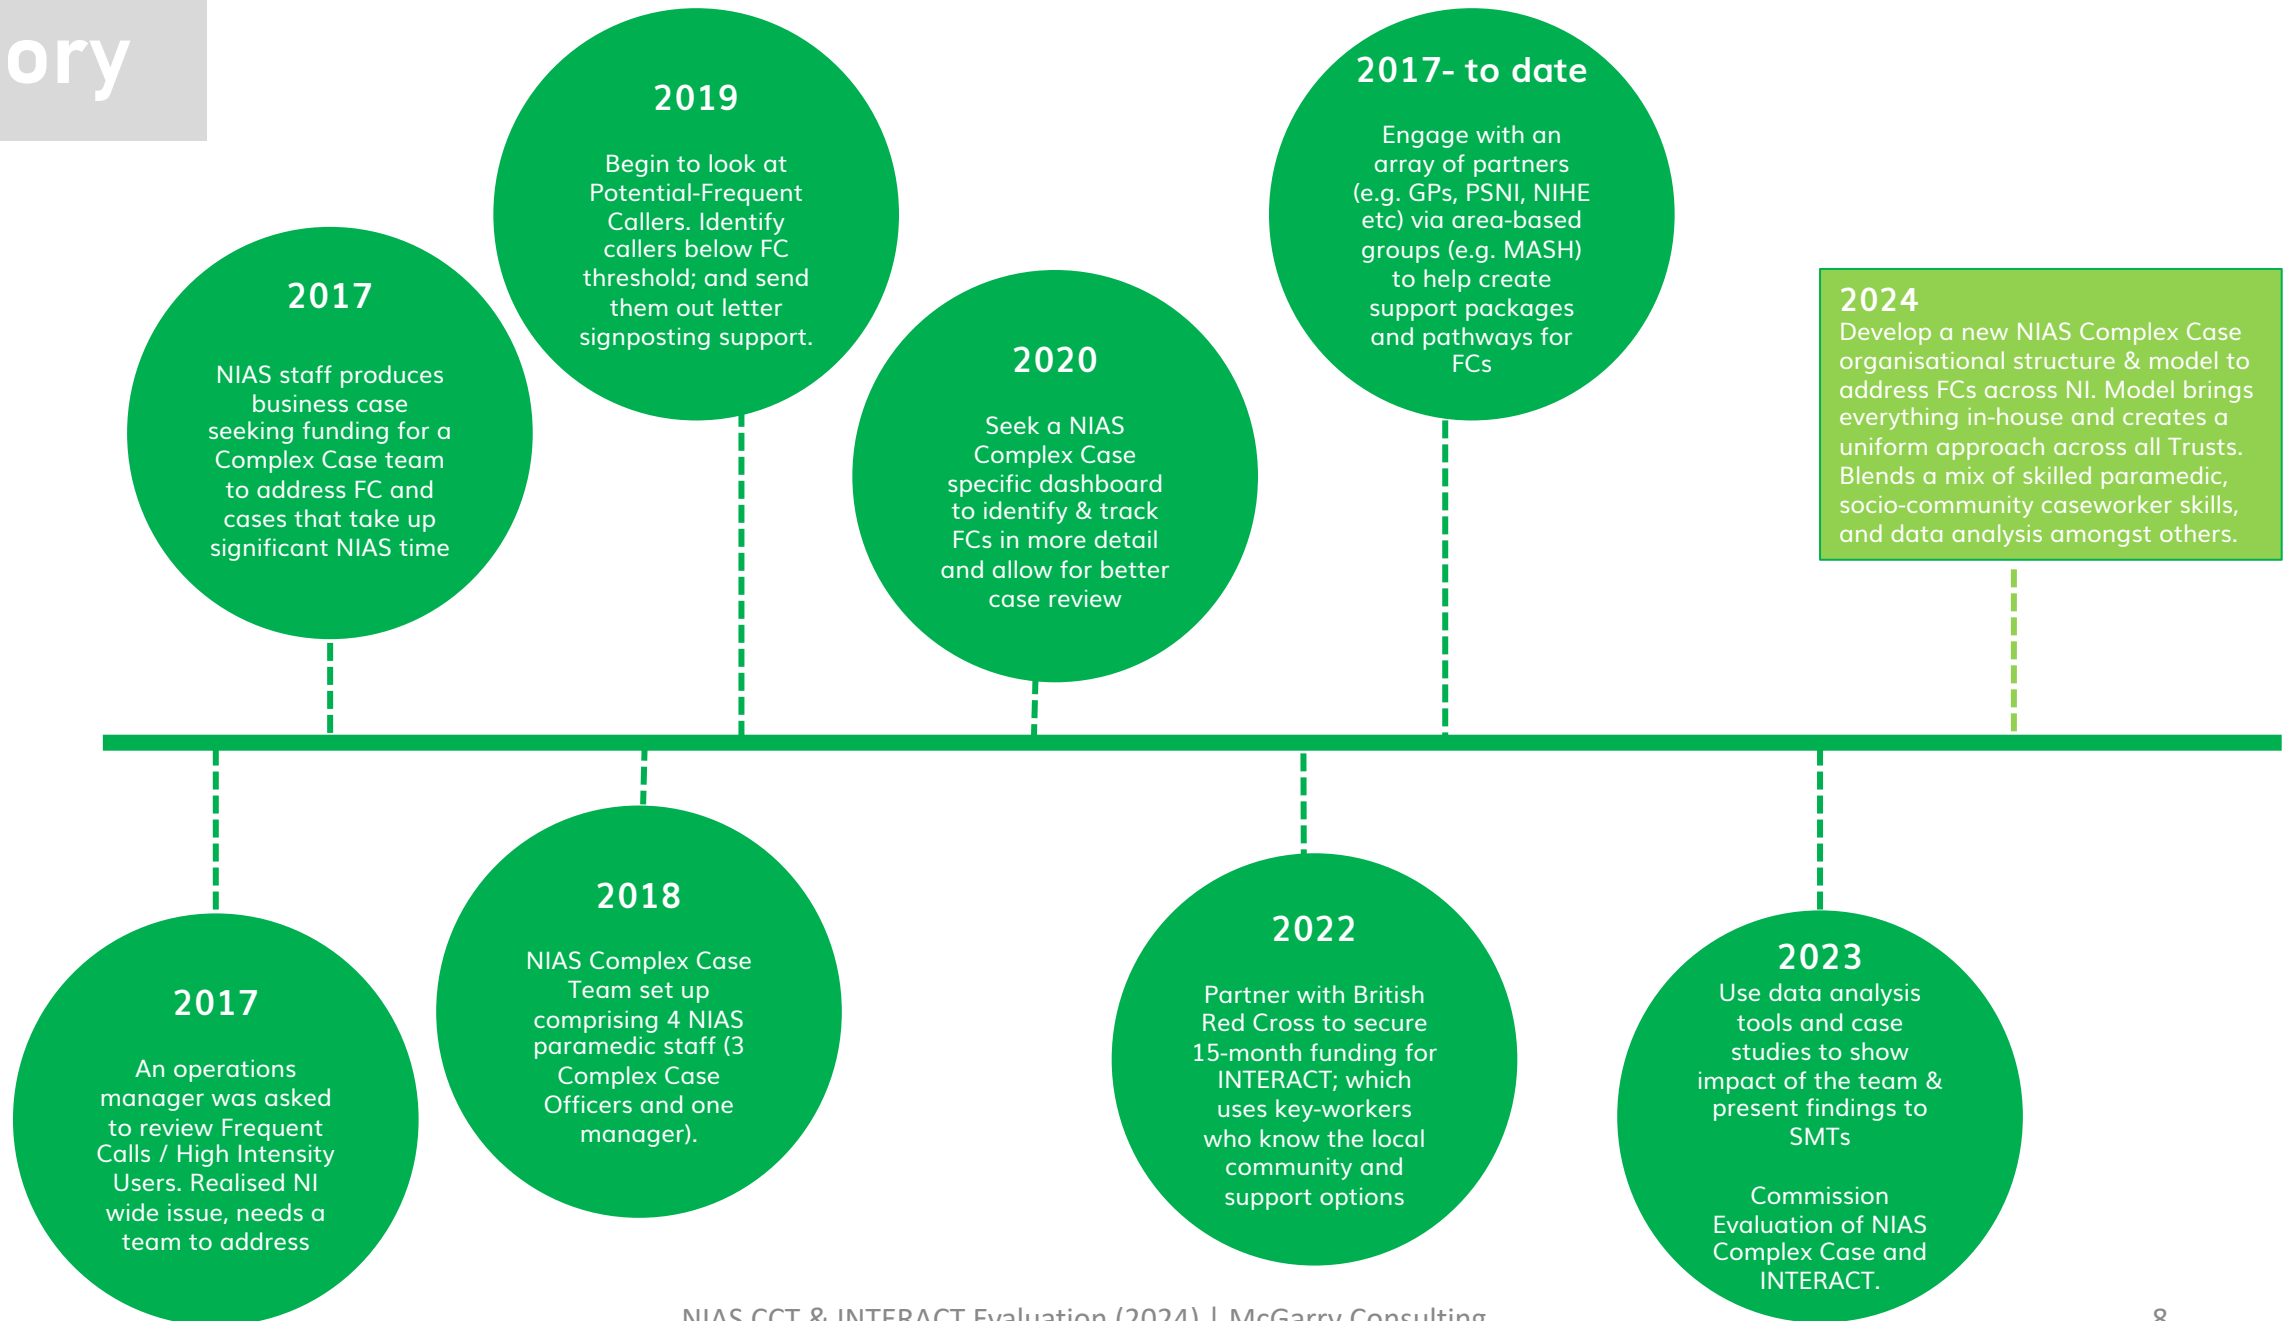 ory
2017
An operations
manager was asked
to review Frequent
Calls / High Intensity
Users. Realised NI
wide issue, needs a
team to address
2017
NIAS staff produces
business case
seeking funding for a
Complex Case team
to address FC and
cases that take up
significant NIAS time
2018
NIAS Complex Case
Team set up
comprising 4 NIAS
paramedic staff (3
Complex Case
Officers and one
manager).
2019
Begin to look at
Potential-Frequent
Callers. Identify
callers below FC
threshold; and send
them out letter
signposting support.
2020
Seek a NIAS
Complex Case
specific dashboard
to identify & track
FCs in more detail
and allow for better
case review
2022
Partner with British
Red Cross to secure
15-month funding for
INTERACT; which
uses key-workers
who know the local
community and
support options
2017- to date
Engage with an
array of partners
(e.g. GPs, PSNI, NIHE
etc) via area-based
groups (e.g. MASH)
to help create
support packages
and pathways for
FCs
2023
Use data analysis
tools and case
studies to show
impact of the team &
present findings to
SMTs
Commission
Evaluation of NIAS
Complex Case and
INTERACT.
2024
Develop a new NIAS Complex Case
organisational structure & model to
address FCs across NI. Model brings
everything in-house and creates a
uniform approach across all Trusts.
Blends a mix of skilled paramedic,
socio-community caseworker skills,
and data analysis amongst others.
NIAS CCT & INTERACT Evaluation (2024) | McGarry Consulting
8